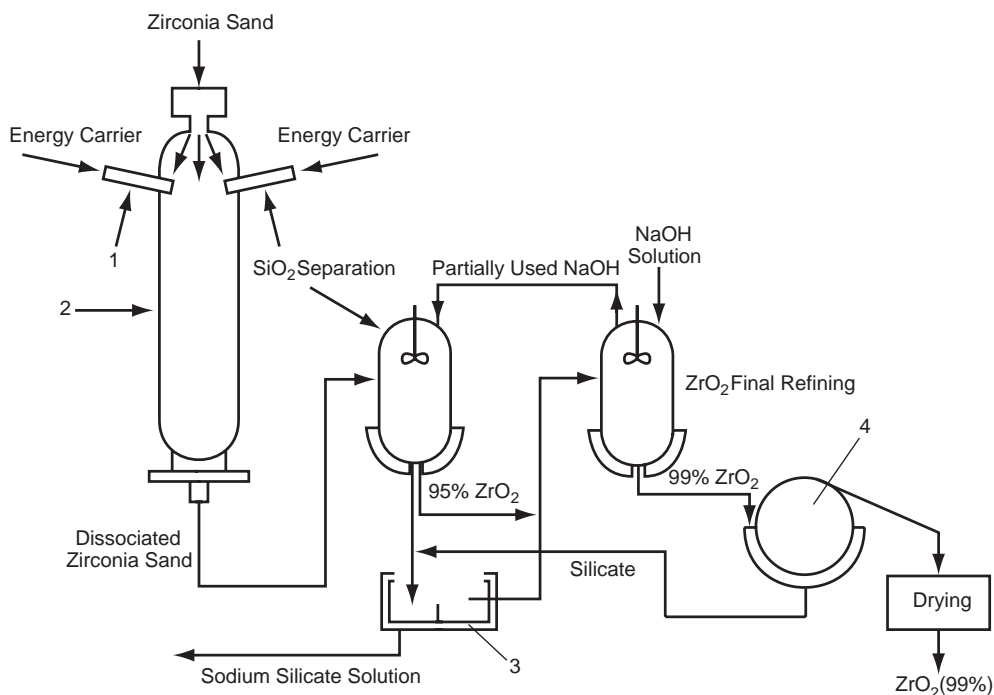 Zirconia Sand
Energy Carrier
Energy Carrier
1
SiO2 Separation
2
Partially Used NaOH
NaOH
Solution
ZrO2 Final Refining
4
95% ZrO2
99% ZrO2
Dissociated
Zirconia Sand
Silicate
Drying
3
Sodium Silicate Solution
ZrO2(99%)